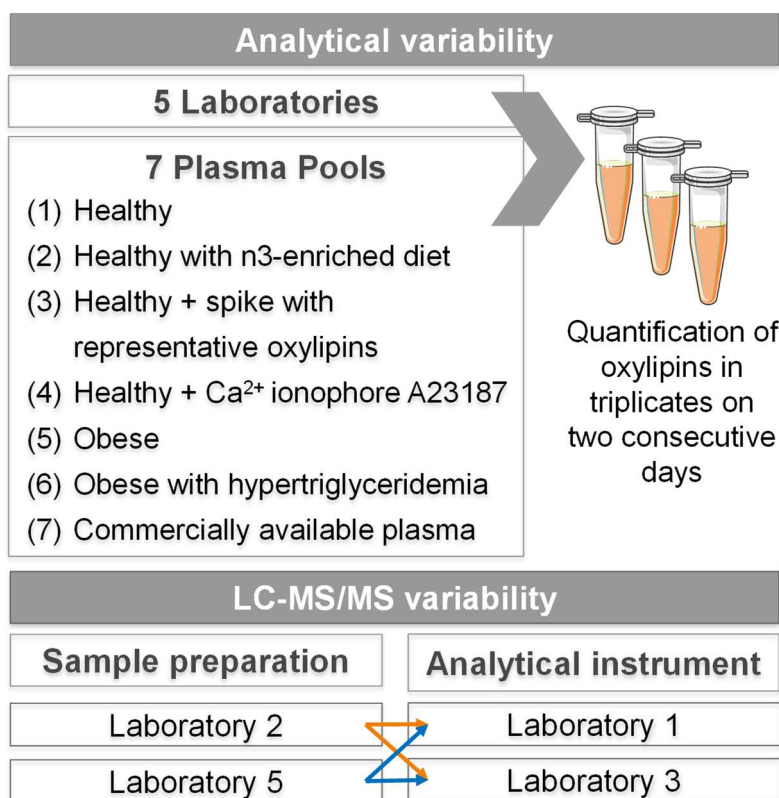 Analytical variability
5 Laboratories
7 Plasma Pools
(1) Healthy
(2) Healthy with n3-enriched diet
(3) Healthy + spike with
representative oxylipins
(4) Healthy + Ca²⁺ ionophore A23187
(5) Obese
(6) Obese with hypertriglyceridemia
(7) Commercially available plasma
Quantification of
oxylipins in
triplicates on
two consecutive
days
LC-MS/MS variability
Sample preparation
Analytical instrument
Laboratory 2
Laboratory 1
Laboratory 5
Laboratory 3